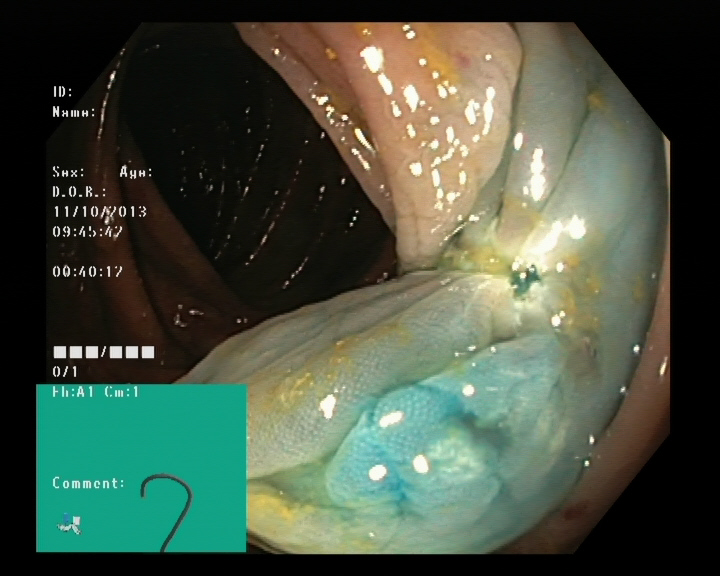 ID:
Name:
Sex: Age:
D.O.B.:
11/10/2013
09:45:42
00:40:12
■■■/■■■
0/1
Eh:A1 Cm:1
Comment: